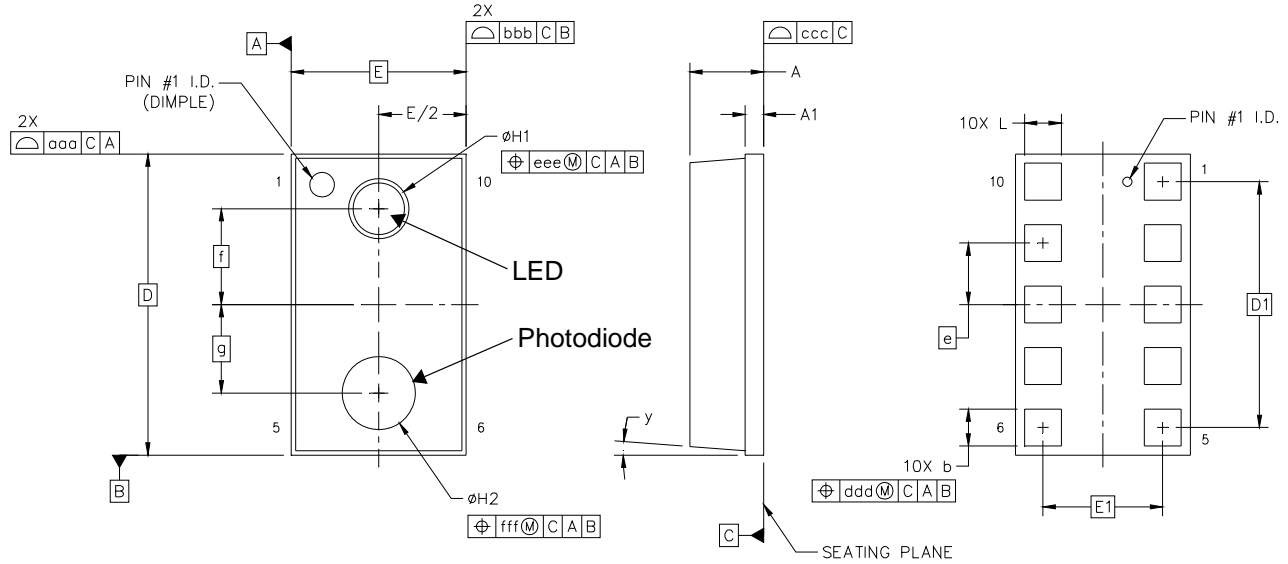 2X
⌓ bbb C B
A
E
PIN #1 I.D.
(DIMPLE)
E/2
2X
⌓ aaa C A
øH1
⌖ eee Ⓜ C A B
1
10
f
LED
D
g
Photodiode
5
6
B
øH2
⌖ fff Ⓜ C A B
⌓ ccc C
A
A1
y
C
SEATING PLANE
10X L
PIN #1 I.D.
10
1
e
D1
6
5
10X b
⌖ ddd Ⓜ C A B
E1